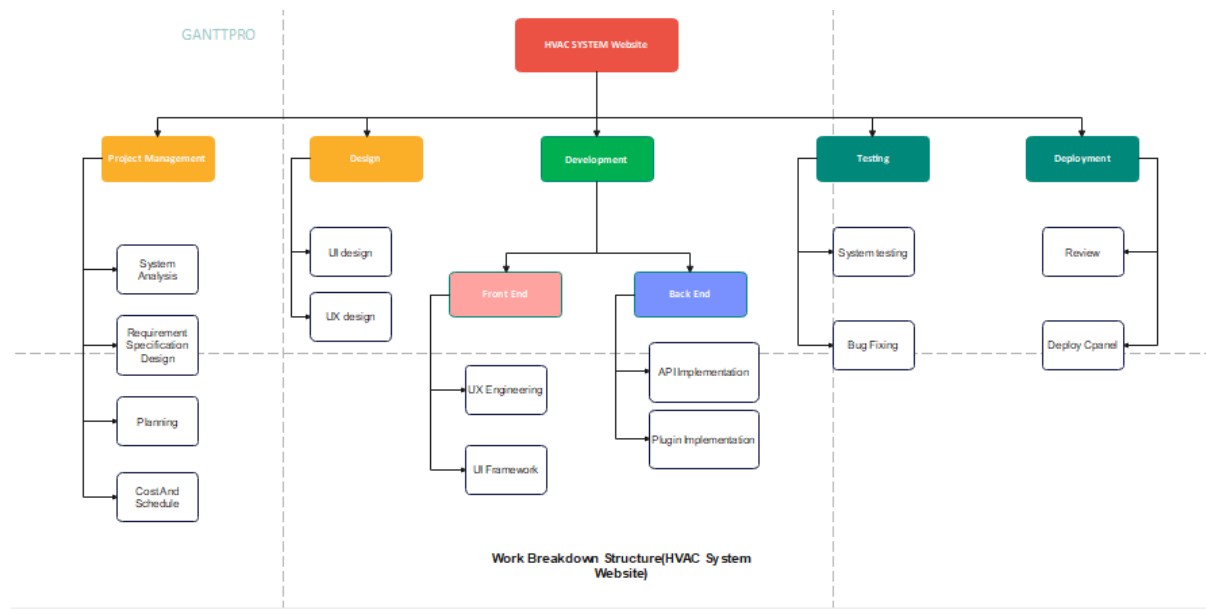 GANTTPRO
HVAC SYSTEM Website
Project Management
Design
Development
Testing
Deployment
System
Analysis
Requirement
Specification
Design
Planning
Cost And
Schedule
UI design
UX design
Front End
Back End
UX Engineering
UI Framework
API Implementation
Plugin Implementation
System testing
Bug Fixing
Review
Deploy Cpanel
Work Breakdown Structure(HVAC System
Website)